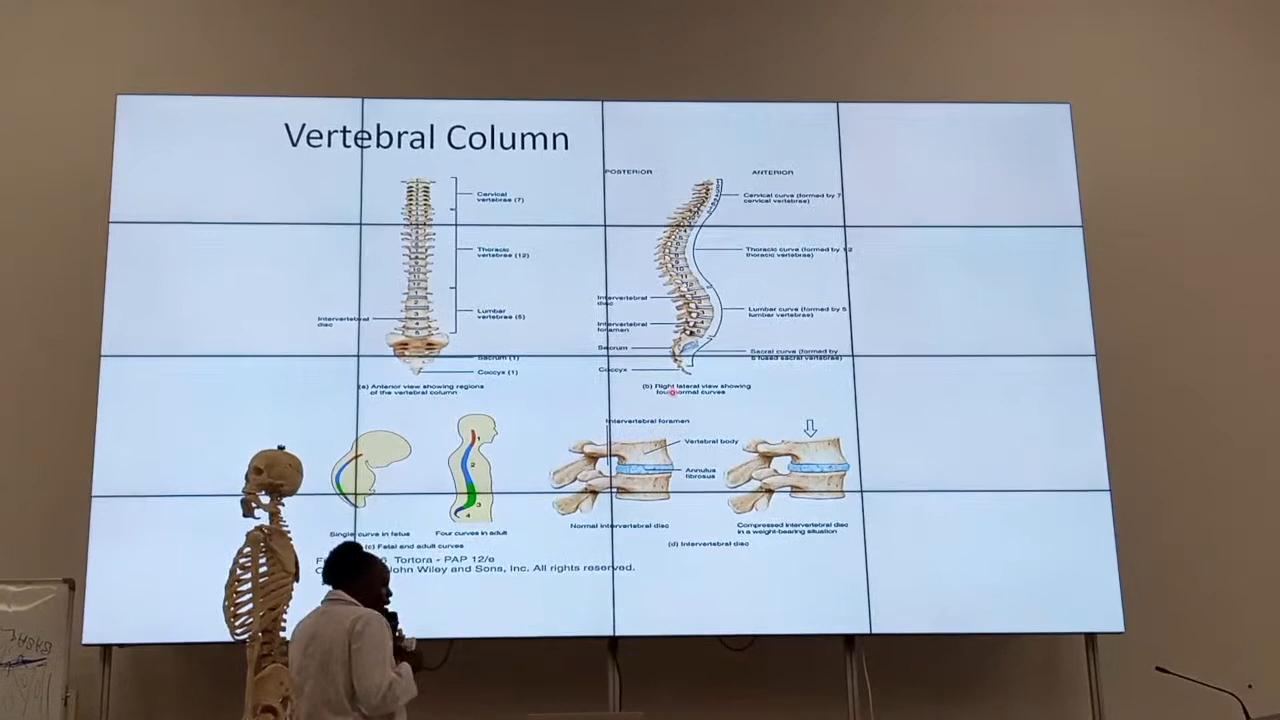 Vertebral Column
POSTERIOR
ANTERIOR
Cervical
vertebrae (7)
Thoracic
vertebrae (12)
Lumbar
vertebrae (5)
Intervertebral
disc
Sacrum (1)
Coccyx (1)
(a) Anterior view showing regions
of the vertebral column
Cervical curve (formed by 7
cervical vertebrae)
Thoracic curve (formed by 12
thoracic vertebrae)
Intervertebral
disc
Lumbar curve (formed by 5
lumbar vertebrae)
Intervertebral
foramen
Sacrum
Sacral curve (formed by
5 fused sacral vertebrae)
Coccyx
(b) Right lateral view showing
four normal curves
Intervertebral foramen
Vertebral body
Annulus
fibrosus
1
2
3
4
Single curve in fetus
Four curves in adult
(c) Fetal and adult curves
Normal intervertebral disc
Compressed intervertebral disc
in a weight-bearing situation
(d) Intervertebral disc
6 Tortora - PAP 12/e
John Wiley and Sons, Inc. All rights reserved.